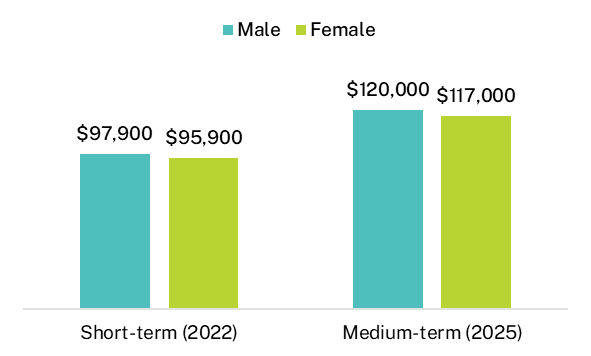 Male Female
$97,900 $95,900 $120,000 $117,000
Short-term (2022) Medium-term (2025)